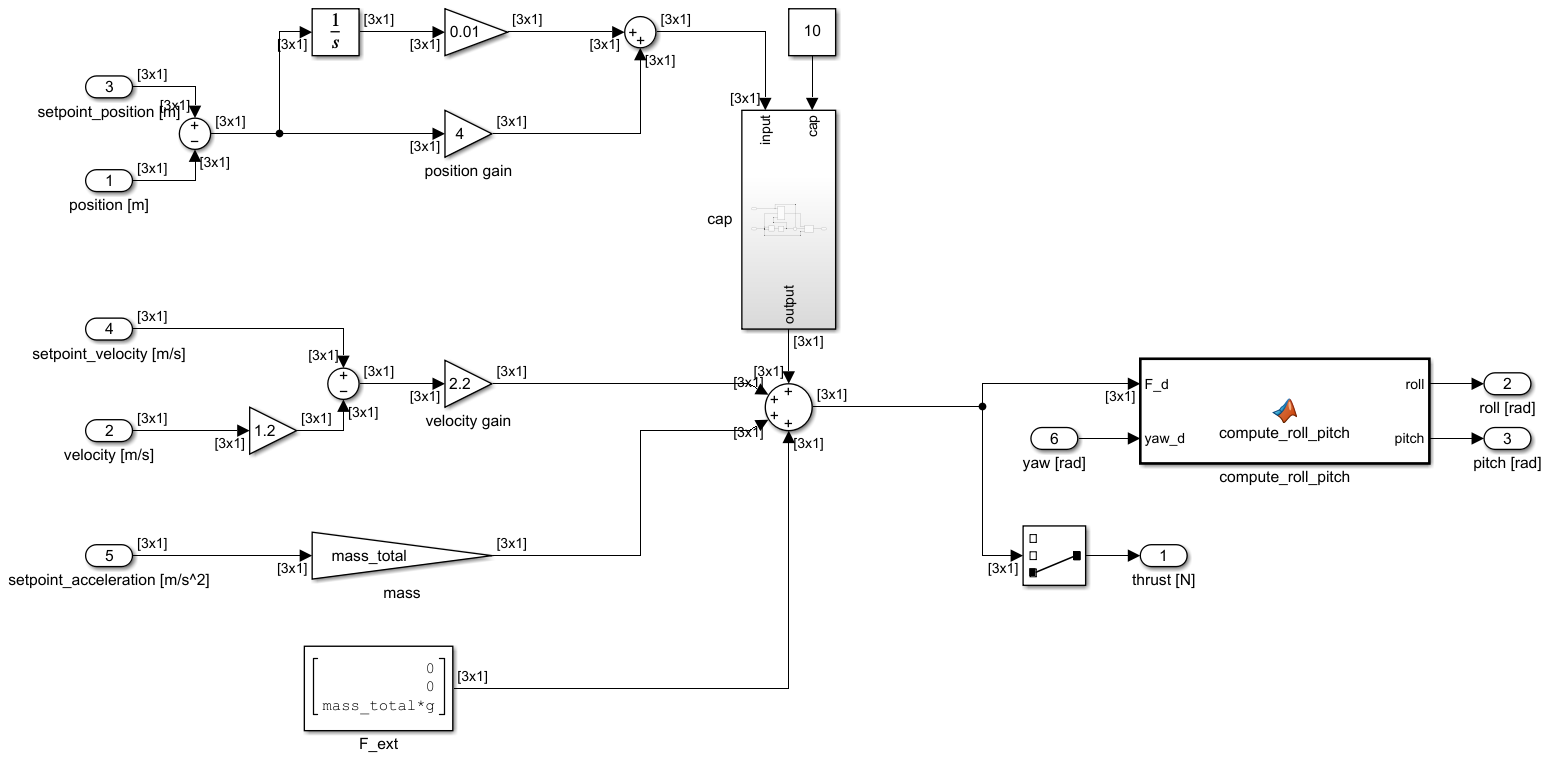 1
s
[3x1]
[3x1]
0.01
[3x1]
[3x1]
[3x1]
+
+
[3x1]
[3x1]
10
3
[3x1]
setpoint_position [m]
[3x1]
+
−
[3x1]
[3x1]
1
[3x1]
position [m]
4
[3x1]
[3x1]
position gain
[3x1]
input
cap
cap
output
[3x1]
4
[3x1]
setpoint_velocity [m/s]
[3x1]
+
−
[3x1]
[3x1]
2
[3x1]
velocity [m/s]
[3x1]
1.2
[3x1]
[3x1]
2.2
[3x1]
velocity gain
[3x1]
[3x1]
+
+
+
+
[3x1]
[3x1]
[3x1]
5
[3x1]
setpoint_acceleration [m/s^2]
[3x1]
mass_total
[3x1]
mass
0
0
mass_total*g
[3x1]
F_ext
[3x1]
F_d
yaw_d
roll
pitch
compute_roll_pitch
compute_roll_pitch
6
yaw [rad]
2
roll [rad]
3
pitch [rad]
[3x1]
1
thrust [N]